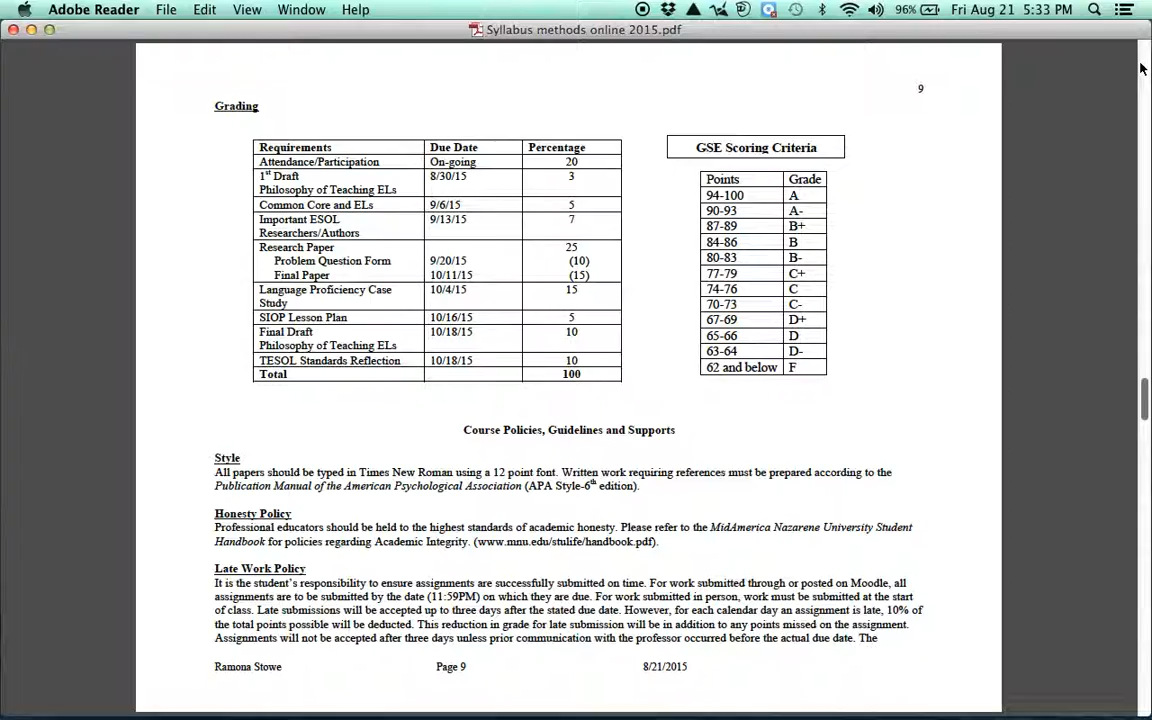 Adobe Reader File Edit View Window Help 96% Fri Aug 21 5:33 PM
Syllabus methods online 2015.pdf
9
Grading
Requirements Due Date Percentage
Attendance/Participation On-going 20
1st Draft 8/30/15 3
Philosophy of Teaching ELs
Common Core and ELs 9/6/15 5
Important ESOL 9/13/15 7
Researchers/Authors
Research Paper 25
Problem Question Form 9/20/15 (10)
Final Paper 10/11/15 (15)
Language Proficiency Case 10/4/15 15
Study
SIOP Lesson Plan 10/16/15 5
Final Draft 10/18/15 10
Philosophy of Teaching ELs
TESOL Standards Reflection 10/18/15 10
Total 100
GSE Scoring Criteria
Points Grade
94-100 A
90-93 A-
87-89 B+
84-86 B
80-83 B-
77-79 C+
74-76 C
70-73 C-
67-69 D+
65-66 D
63-64 D-
62 and below F
Course Policies, Guidelines and Supports
Style
All papers should be typed in Times New Roman using a 12 point font. Written work requiring references must be prepared according to the
Publication Manual of the American Psychological Association (APA Style-6th edition).
Honesty Policy
Professional educators should be held to the highest standards of academic honesty. Please refer to the MidAmerica Nazarene University Student
Handbook for policies regarding Academic Integrity. (www.mnu.edu/stulife/handbook.pdf).
Late Work Policy
It is the student's responsibility to ensure assignments are successfully submitted on time. For work submitted through or posted on Moodle, all
assignments are to be submitted by the date (11:59PM) on which they are due. For work submitted in person, work must be submitted at the start
of class. Late submissions will be accepted up to three days after the stated due date. However, for each calendar day an assignment is late, 10% of
the total points possible will be deducted. This reduction in grade for late submission will be in addition to any points missed on the assignment.
Assignments will not be accepted after three days unless prior communication with the professor occurred before the actual due date. The
Ramona Stowe Page 9 8/21/2015